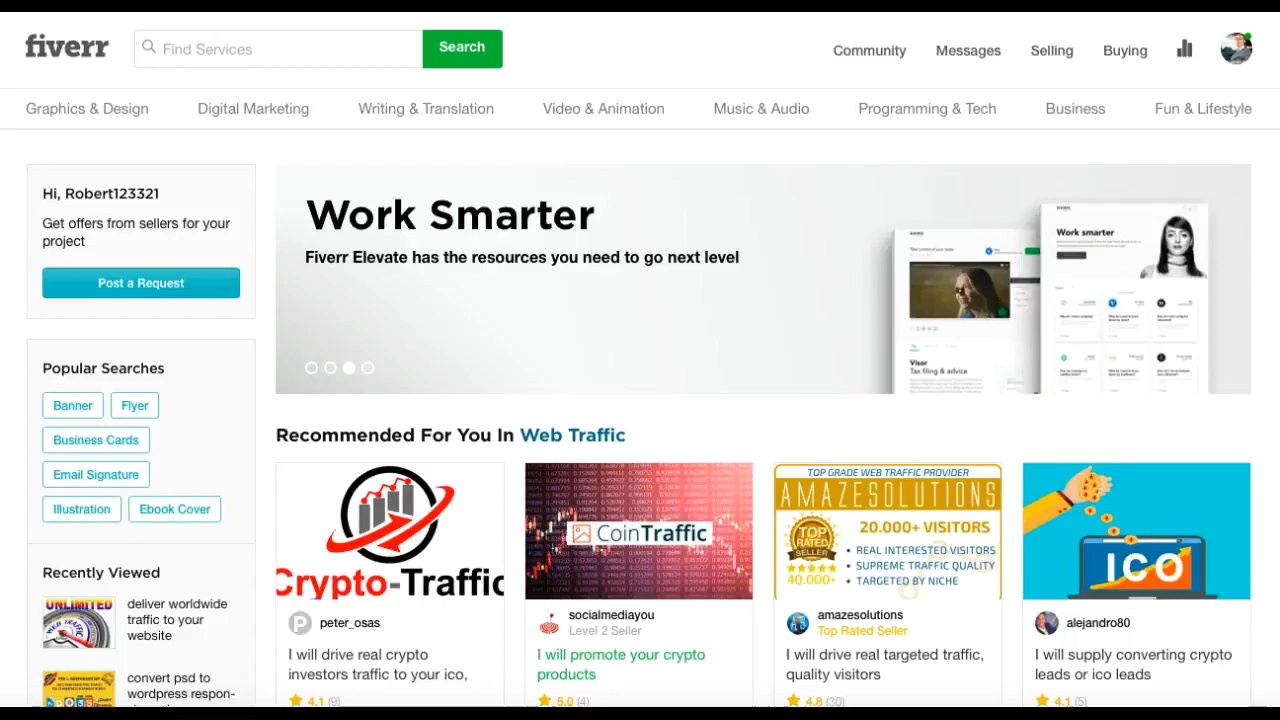 fiverr
Find Services
Search
Community
Messages
Selling
Buying
Graphics & Design
Digital Marketing
Writing & Translation
Video & Animation
Music & Audio
Programming & Tech
Business
Fun & Lifestyle
Hi, Robert123321
Get offers from sellers for your
project
Post a Request
Popular Searches
Banner
Flyer
Business Cards
Email Signature
Illustration
Ebook Cover
Recently Viewed
UNLIMITED
deliver worldwide
traffic to your
website
convert psd to
wordpress respon-
Work Smarter
Fiverr Elevate has the resources you need to go next level
Work smarter
Visor
Tax filing & advice
Recommended For You In Web Traffic
Crypto-Traffic
peter_osas
I will drive real crypto
investors traffic to your ico,
4.1 (9)
CoinTraffic
socialmediayou
Level 2 Seller
I will promote your crypto
products
5.0 (4)
TOP GRADE WEB TRAFFIC PROVIDER
AMAZESOLUTIONS
TOP
RATED
SELLER
40.000+
20.000+ VISITORS
• REAL INTERESTED VISITORS
• SUPREME TRAFFIC QUALITY
• TARGETED BY NICHE
amazesolutions
Top Rated Seller
I will drive real targeted traffic,
quality visitors
4.8 (30)
ICO
alejandro80
I will supply converting crypto
leads or ico leads
4.1 (5)